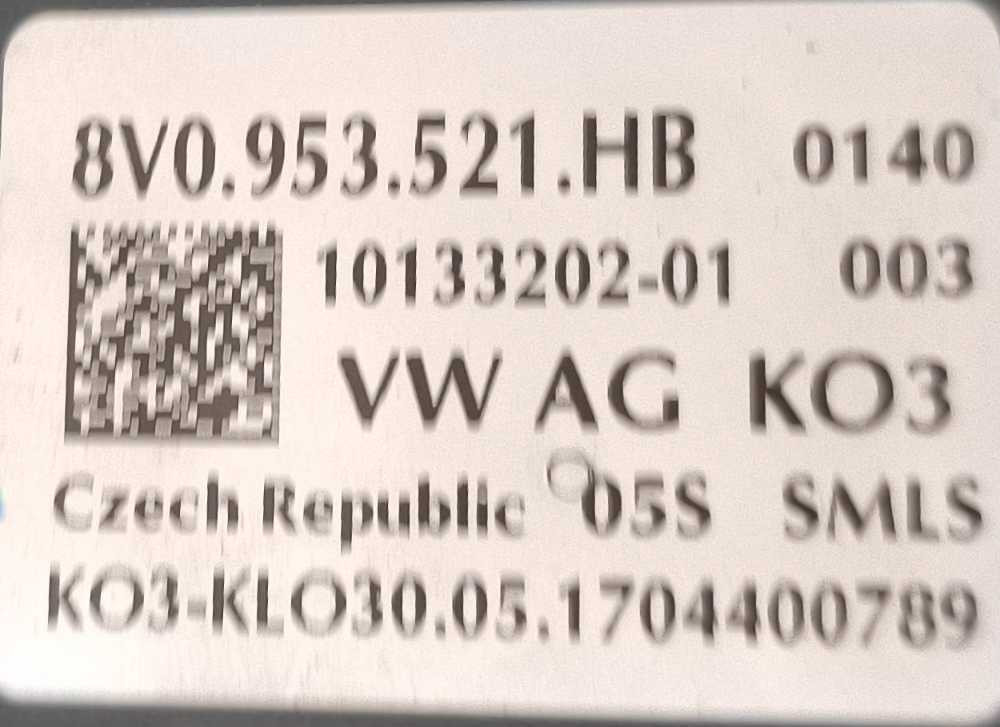 8V0.953.521.HB 0140
10133202-01 003
VW AG KO3
Czech Republic 05S SMLS
KO3-KLO30.05.1704400789